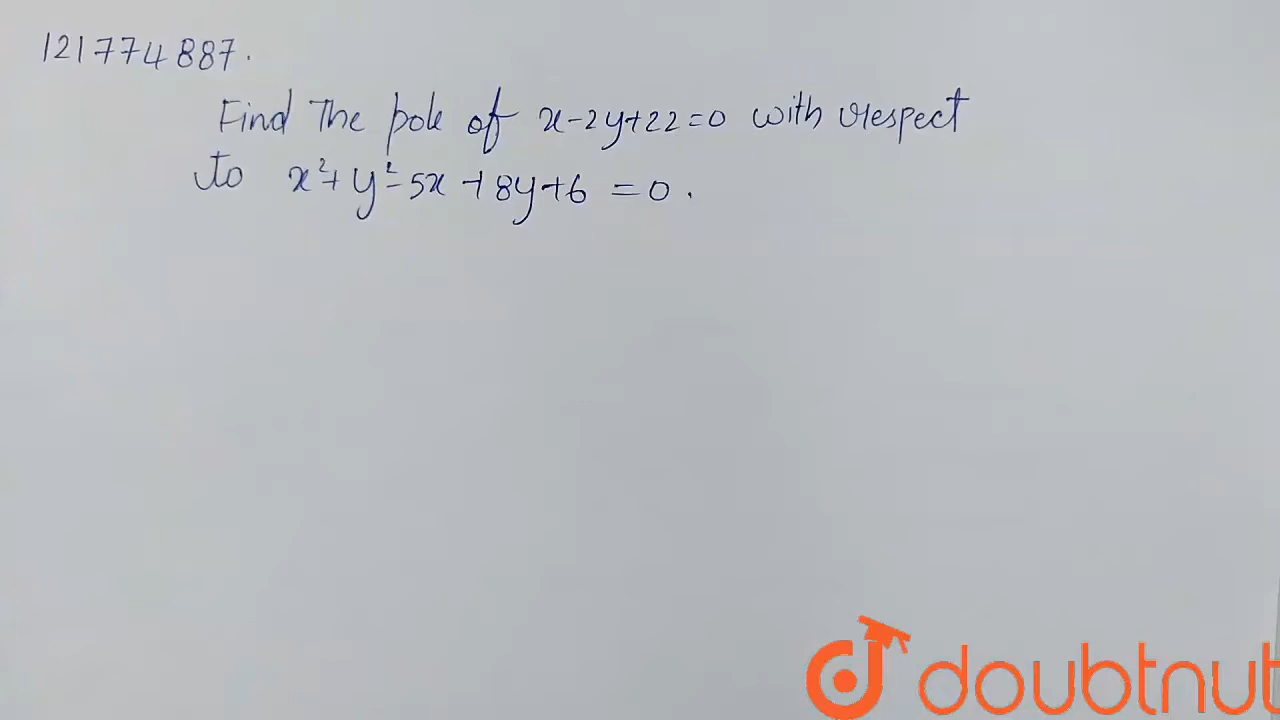 121774887.
Find The pole of x-2y+22=0 with respect
to x²+y²-5x+8y+6=0.
doubtnut